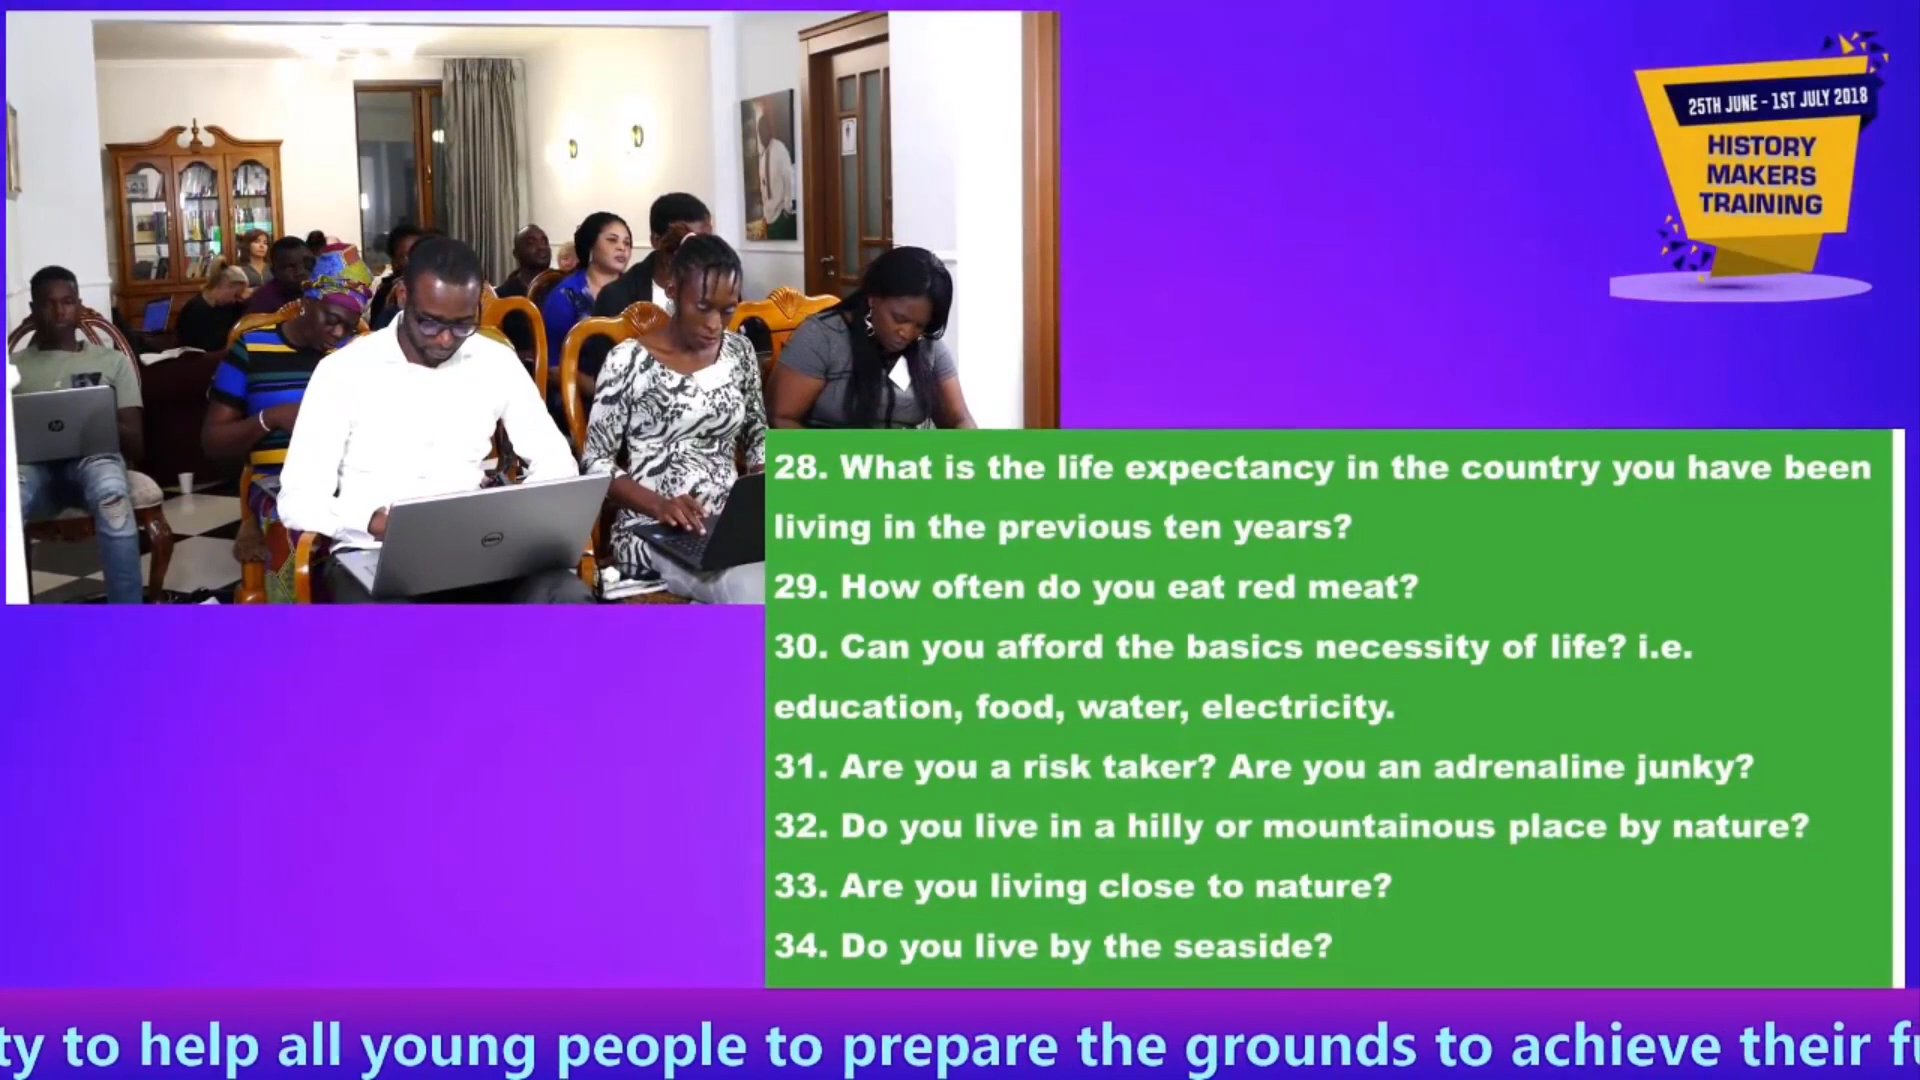 25TH JUNE - 1ST JULY 2018
HISTORY
MAKERS
TRAINING
28. What is the life expectancy in the country you have been
living in the previous ten years?
29. How often do you eat red meat?
30. Can you afford the basics necessity of life? i.e.
education, food, water, electricity.
31. Are you a risk taker? Are you an adrenaline junky?
32. Do you live in a hilly or mountainous place by nature?
33. Are you living close to nature?
34. Do you live by the seaside?
to help all young people to prepare the grounds to achieve their